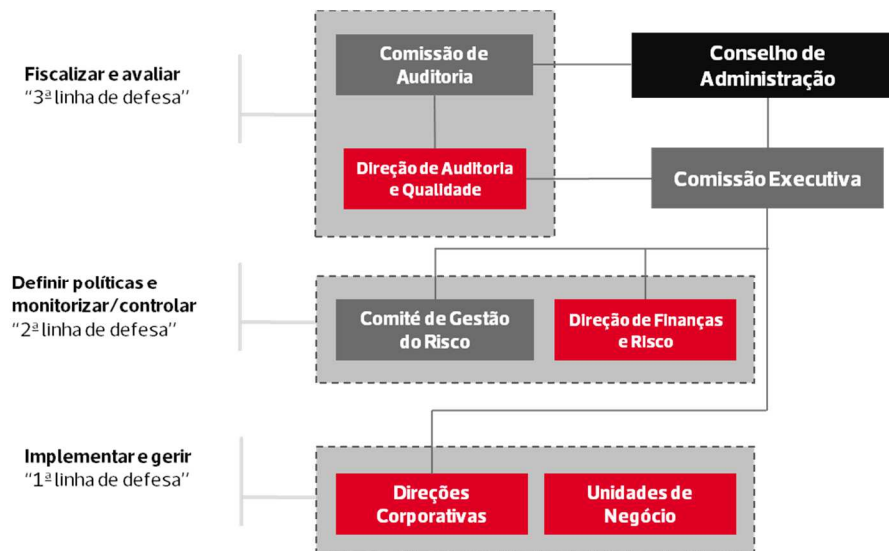 Fiscalizar e avaliar
“3ª linha de defesa”
Comissão de
Auditoria
Conselho de
Administração
Direção de Auditoria
e Qualidade
Comissão Executiva
Definir políticas e
monitorizar/controlar
“2ª linha de defesa”
Comité de Gestão
do Risco
Direção de Finanças
e Risco
Implementar e gerir
“1ª linha de defesa”
Direções
Corporativas
Unidades de
Negócio